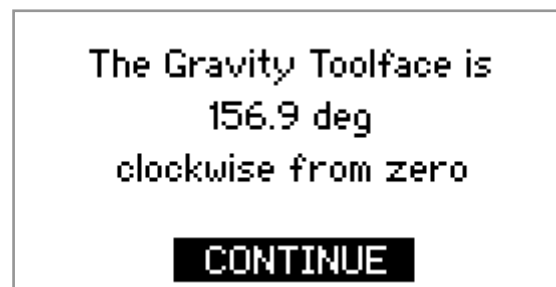 The Gravity Toolface is
156.9 deg
clockwise from zero
CONTINUE